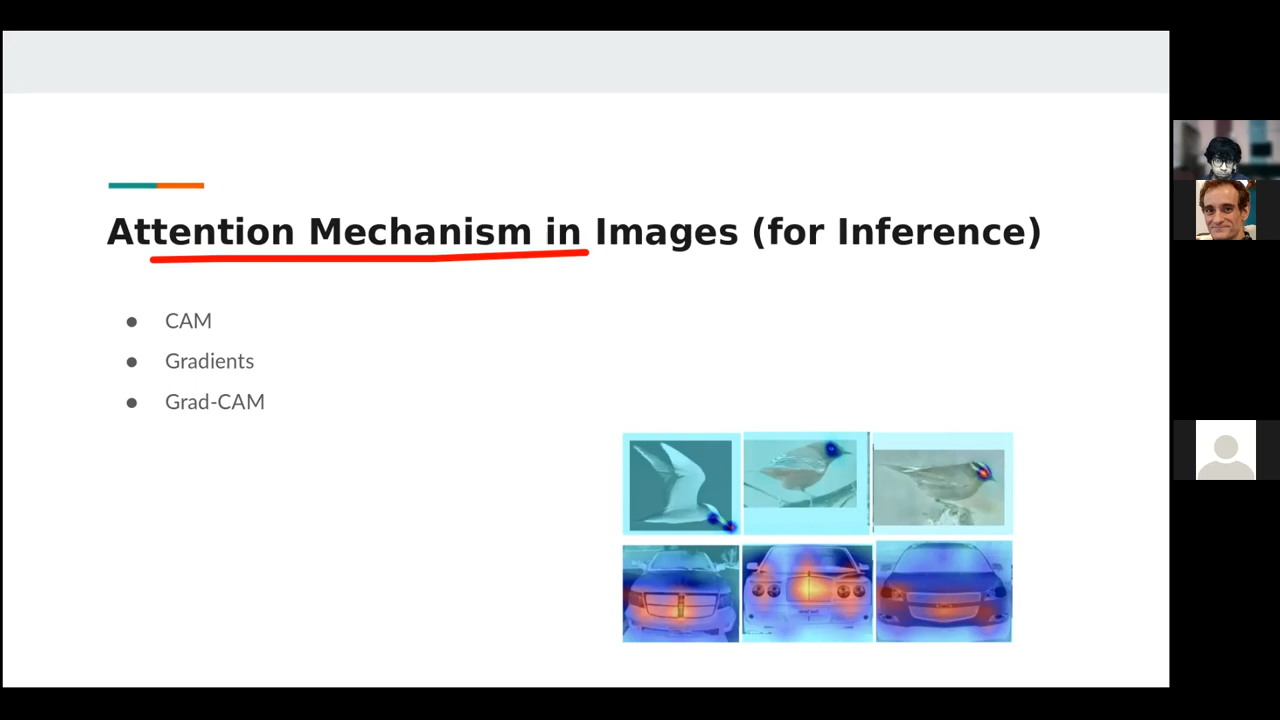 Attention Mechanism in Images (for Inference)
● CAM
● Gradients
● Grad-CAM